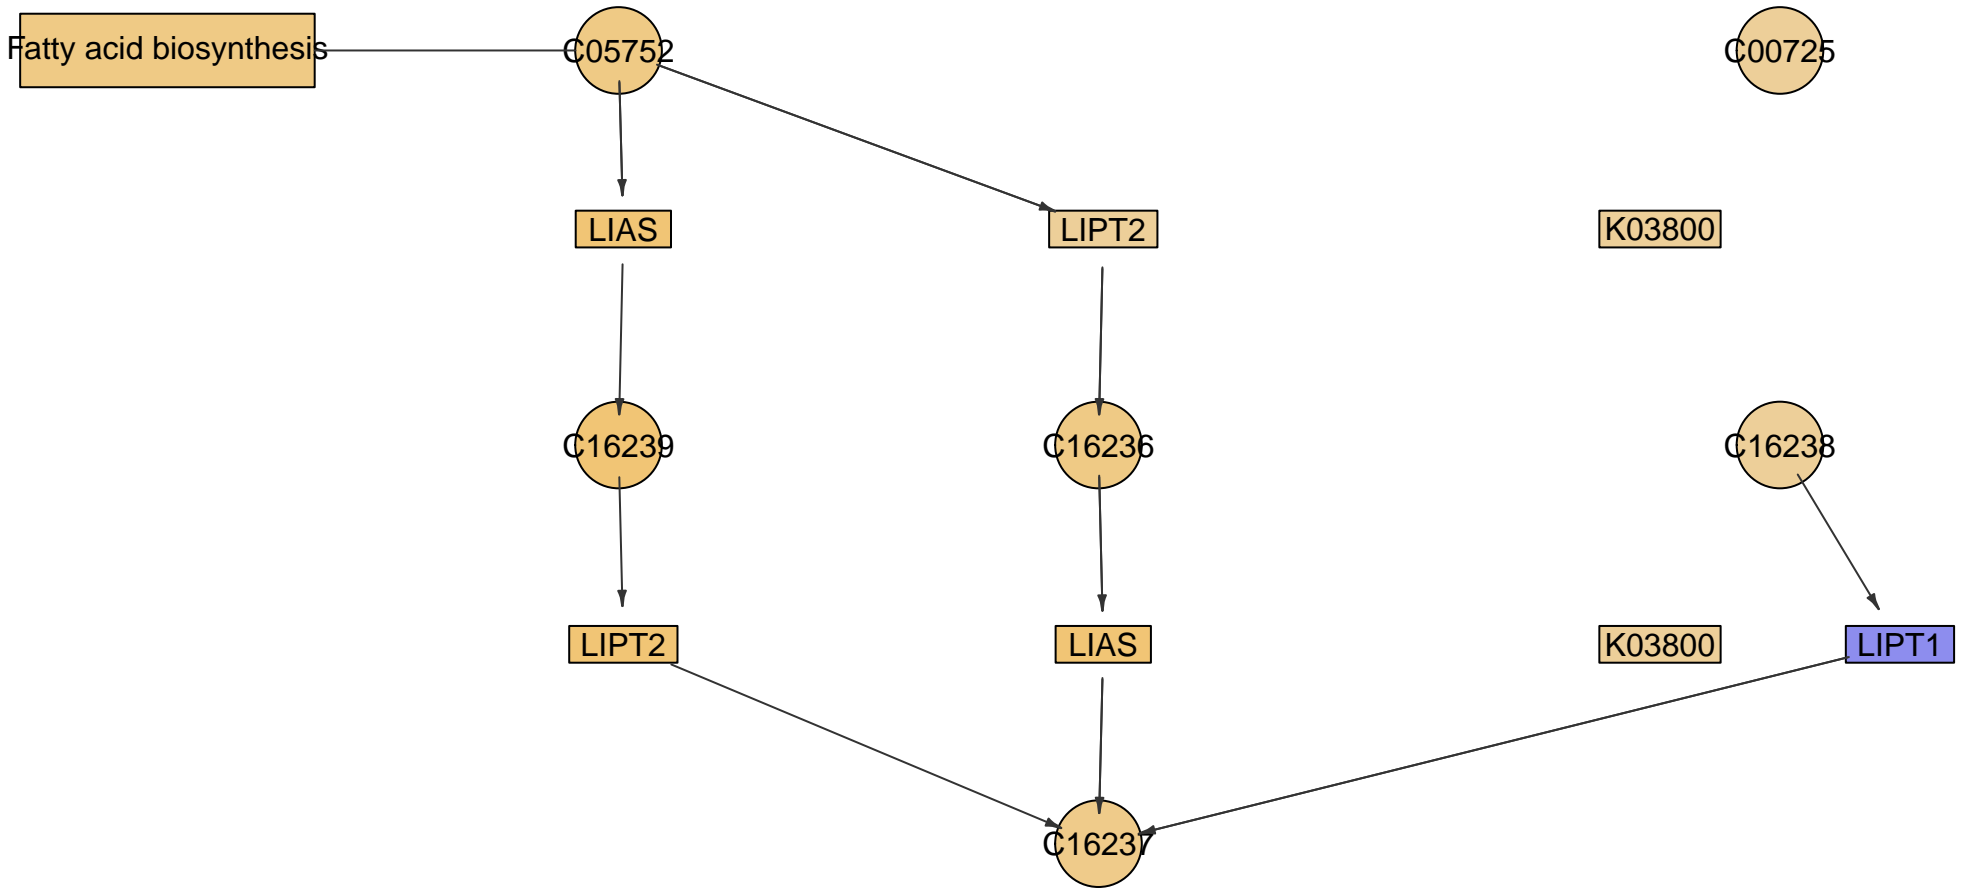 Fatty acid biosynthesis
C05752
C00725
LIAS
LIPT2
K03800
C16239
C16236
C16238
LIPT2
LIAS
K03800
LIPT1
C16237